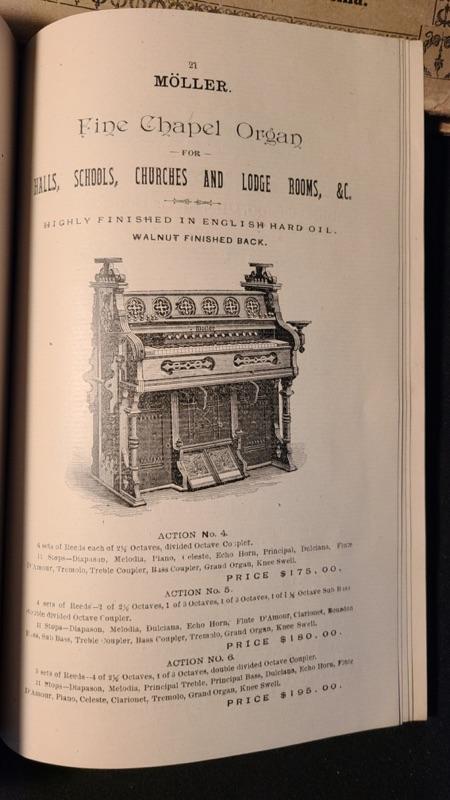 21
MÖLLER.
Fine Chapel Organ
— FOR —
HALLS, SCHOOLS, CHURCHES AND LODGE ROOMS, &C.
HIGHLY FINISHED IN ENGLISH HARD OIL.
WALNUT FINISHED BACK.
ACTION No. 4.
sets of Reeds each of 2½ Octaves, divided Octave Coupler.
11 Stops—Diapason, Melodia, Piano, Celeste, Echo Horn, Principal, Dulciana, Flute
D'Amour, Tremolo, Treble Coupler, Bass Coupler, Grand Organ, Knee Swell.
PRICE $175.00.
ACTION No. 5.
4 sets of Reeds—2 of 2½ Octaves, 1 of 3 Octaves, 1 of Octaves, 1 of Octave Sub Bass
double divided Octave Coupler.
11 Stops—Diapason, Melodia, Dulciana, Echo Horn, Flute D'Amour, Clarionet, Bourdon
Bass, Sub Bass, Treble Coupler, Bass Coupler, Tremolo, Grand Organ, Knee Swell.
PRICE $180.00.
ACTION NO. 6.
sets of Reeds—4 of 2½ Octaves, 1 of 3 Octaves, double divided Octave Coupler.
11 Stops—Diapason, Melodia, Principal Treble, Principal Bass, Dulciana, Echo Horn, Flute
D'Amour, Piano, Celeste, Clarionet, Tremolo, Grand Organ, Knee Swell.
PRICE $195.00.